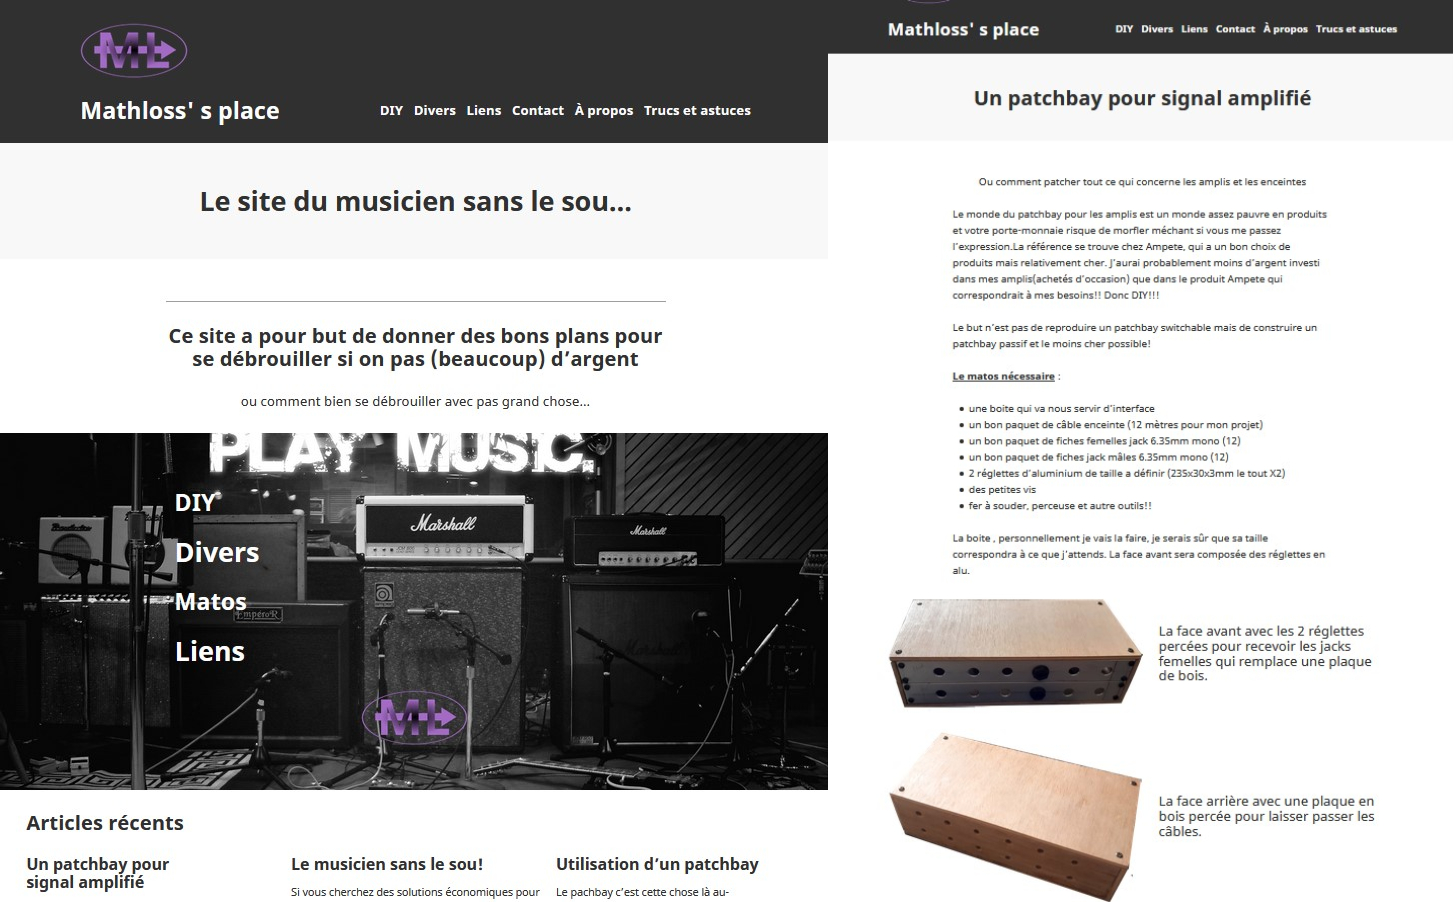 ML
Mathloss' s place
DIY Divers Liens Contact À propos Trucs et astuces
Le site du musicien sans le sou...
Ce site a pour but de donner des bons plans pour
se débrouiller si on pas (beaucoup) d’argent
ou comment bien se débrouiller avec pas grand chose...
PLAY MUSIC
DIY
Divers
Matos
Liens
Marshall
Marshall
EmpéroR
ML
Articles récents
Un patchbay pour
signal amplifié
Le musicien sans le sou!
Si vous cherchez des solutions économiques pour
Utilisation d’un patchbay
Le pachbay c’est cette chose là au-
Mathloss' s place
DIY Divers Liens Contact À propos Trucs et astuces
Un patchbay pour signal amplifié
Ou comment patcher tout ce qui concerne les amplis et les enceintes
Le monde du patchbay pour les amplis est un monde assez pauvre en produits
et votre porte-monnaie risque de morfler méchant si vous me passez
l’expression.La référence se trouve chez Ampete, qui a un bon choix de
produits mais relativement cher. J’aurai probablement moins d’argent investi
dans mes amplis(achetés d’occasion) que dans le produit Ampete qui
correspondrait à mes besoins!! Donc DIY!!!
Le but n’est pas de reproduire un patchbay switchable mais de construire un
patchbay passif et le moins cher possible!
Le matos nécessaire :
• une boite qui va nous servir d’interface
• un bon paquet de câble enceinte (12 mètres pour mon projet)
• un bon paquet de fiches femelles jack 6.35mm mono (12)
• un bon paquet de fiches jack mâles 6.35mm mono (12)
• 2 réglettes d’aluminium de taille a définir (235x30x3mm le tout X2)
• des petites vis
• fer à souder, perceuse et autre outils!!
La boite , personnellement je vais la faire, je serais sûr que sa taille
correspondra à ce que j’attends. La face avant sera composée des réglettes en
alu.
La face avant avec les 2 réglettes
percées pour recevoir les jacks
femelles qui remplace une plaque
de bois.
La face arrière avec une plaque en
bois percée pour laisser passer les
câbles.